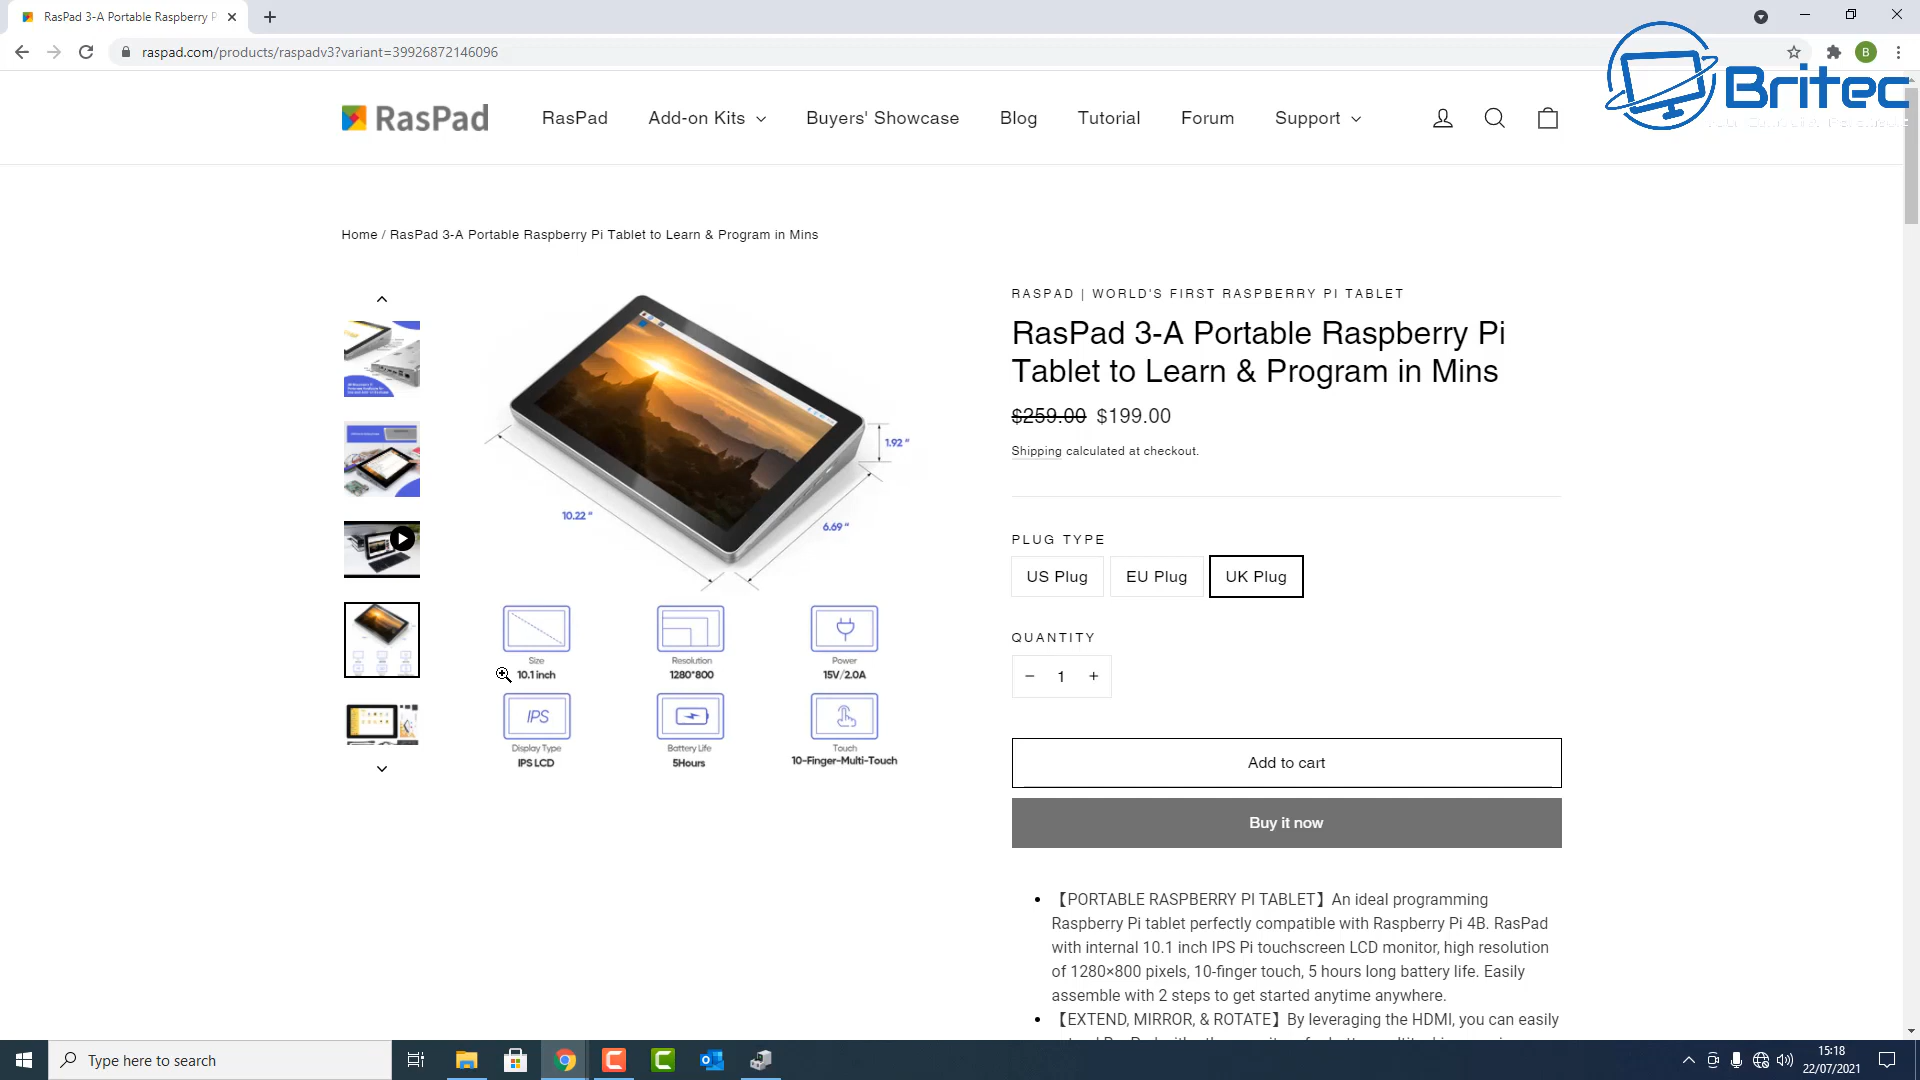 RasPad 3-A Portable Raspberry P
raspad.com/products/raspadv3?variant=39926872146096
B
Britec
RasPad
RasPad
Add-on Kits
Buyers' Showcase
Blog
Tutorial
Forum
Support
Home / RasPad 3-A Portable Raspberry Pi Tablet to Learn & Program in Mins
RASPAD | WORLD'S FIRST RASPBERRY PI TABLET
RasPad 3-A Portable Raspberry Pi
Tablet to Learn & Program in Mins
$259.00 $199.00
Shipping calculated at checkout.
1.92 "
10.22 "
6.69 "
PLUG TYPE
US Plug
EU Plug
UK Plug
QUANTITY
− 1 +
Size
10.1 inch
Resolution
1280*800
Power
15V/2.0A
IPS
Display Type
IPS LCD
Battery Life
5Hours
Touch
10-Finger-Multi-Touch
Add to cart
Buy it now
【PORTABLE RASPBERRY PI TABLET】An ideal programming
Raspberry Pi tablet perfectly compatible with Raspberry Pi 4B. RasPad
with internal 10.1 inch IPS Pi touchscreen LCD monitor, high resolution
of 1280×800 pixels, 10-finger touch, 5 hours long battery life. Easily
assemble with 2 steps to get started anytime anywhere.
【EXTEND, MIRROR, & ROTATE】By leveraging the HDMI, you can easily
Type here to search
15:18
22/07/2021